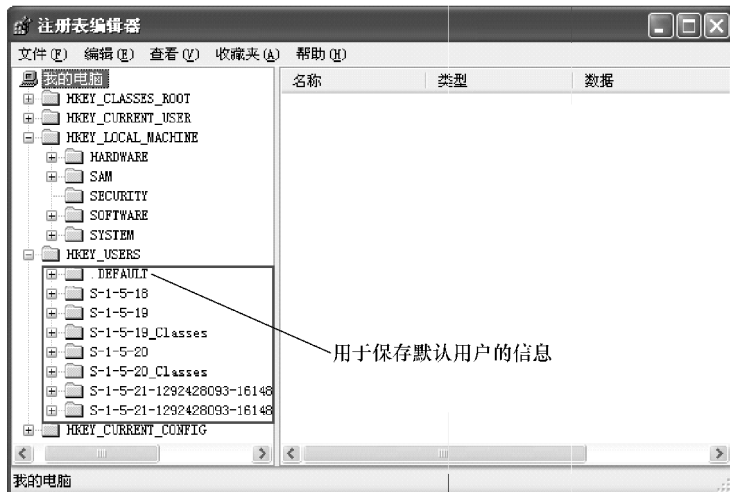 注册表编辑器
文件(F) 编辑(E) 查看(V) 收藏夹(A) 帮助(H)
我的电脑
名称 类型 数据
HKEY_CLASSES_ROOT
HKEY_CURRENT_USER
HKEY_LOCAL_MACHINE
HARDWARE
SAM
SECURITY
SOFTWARE
SYSTEM
HKEY_USERS
.DEFAULT
S-1-5-18
S-1-5-19
S-1-5-19_Classes
S-1-5-20
用于保存默认用户的信息
S-1-5-20_Classes
S-1-5-21-1292428093-16148
S-1-5-21-1292428093-16148
HKEY_CURRENT_CONFIG
我的电脑